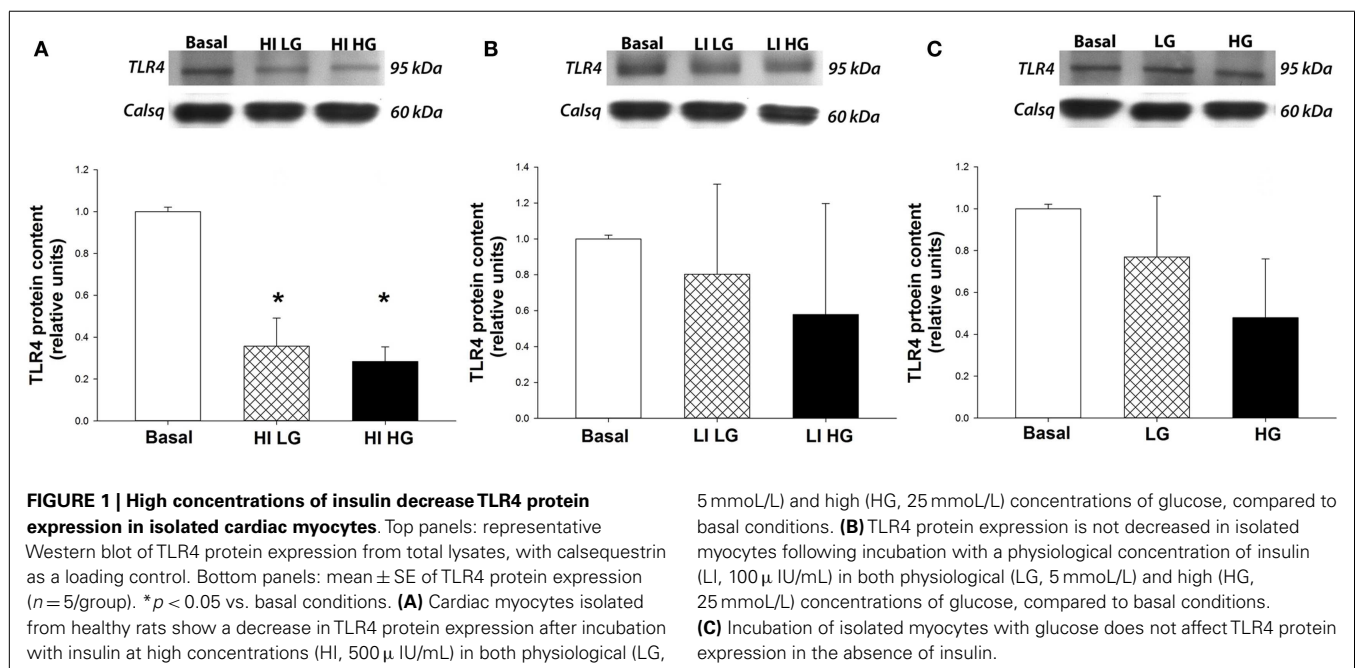 A
Basal HI LG HI HG
TLR4 95 kDa
Calsq 60 kDa
TLR4 protein content
(relative units)
1.2
1.0
0.8
0.6
0.4
0.2
0.0
* *
Basal HI LG HI HG
B
Basal LI LG LI HG
TLR4 95 kDa
Calsq 60 kDa
TLR4 protein content
(relative units)
1.4
1.2
1.0
0.8
0.6
0.4
0.2
0.0
Basal LI LG LI HG
C
Basal LG HG
TLR4 95 kDa
Calsq 60 kDa
TLR4 prtoein content
(relative units)
1.2
1.0
0.8
0.6
0.4
0.2
0.0
Basal LG HG
FIGURE 1 | High concentrations of insulin decrease TLR4 protein
expression in isolated cardiac myocytes. Top panels: representative
Western blot of TLR4 protein expression from total lysates, with calsequestrin
as a loading control. Bottom panels: mean ± SE of TLR4 protein expression
(n = 5/group). *p < 0.05 vs. basal conditions. (A) Cardiac myocytes isolated
from healthy rats show a decrease in TLR4 protein expression after incubation
with insulin at high concentrations (HI, 500 μ IU/mL) in both physiological (LG,
5 mmoL/L) and high (HG, 25 mmoL/L) concentrations of glucose, compared to
basal conditions. (B) TLR4 protein expression is not decreased in isolated
myocytes following incubation with a physiological concentration of insulin
(LI, 100 μ IU/mL) in both physiological (LG, 5 mmoL/L) and high (HG,
25 mmoL/L) concentrations of glucose, compared to basal conditions.
(C) Incubation of isolated myocytes with glucose does not affect TLR4 protein
expression in the absence of insulin.